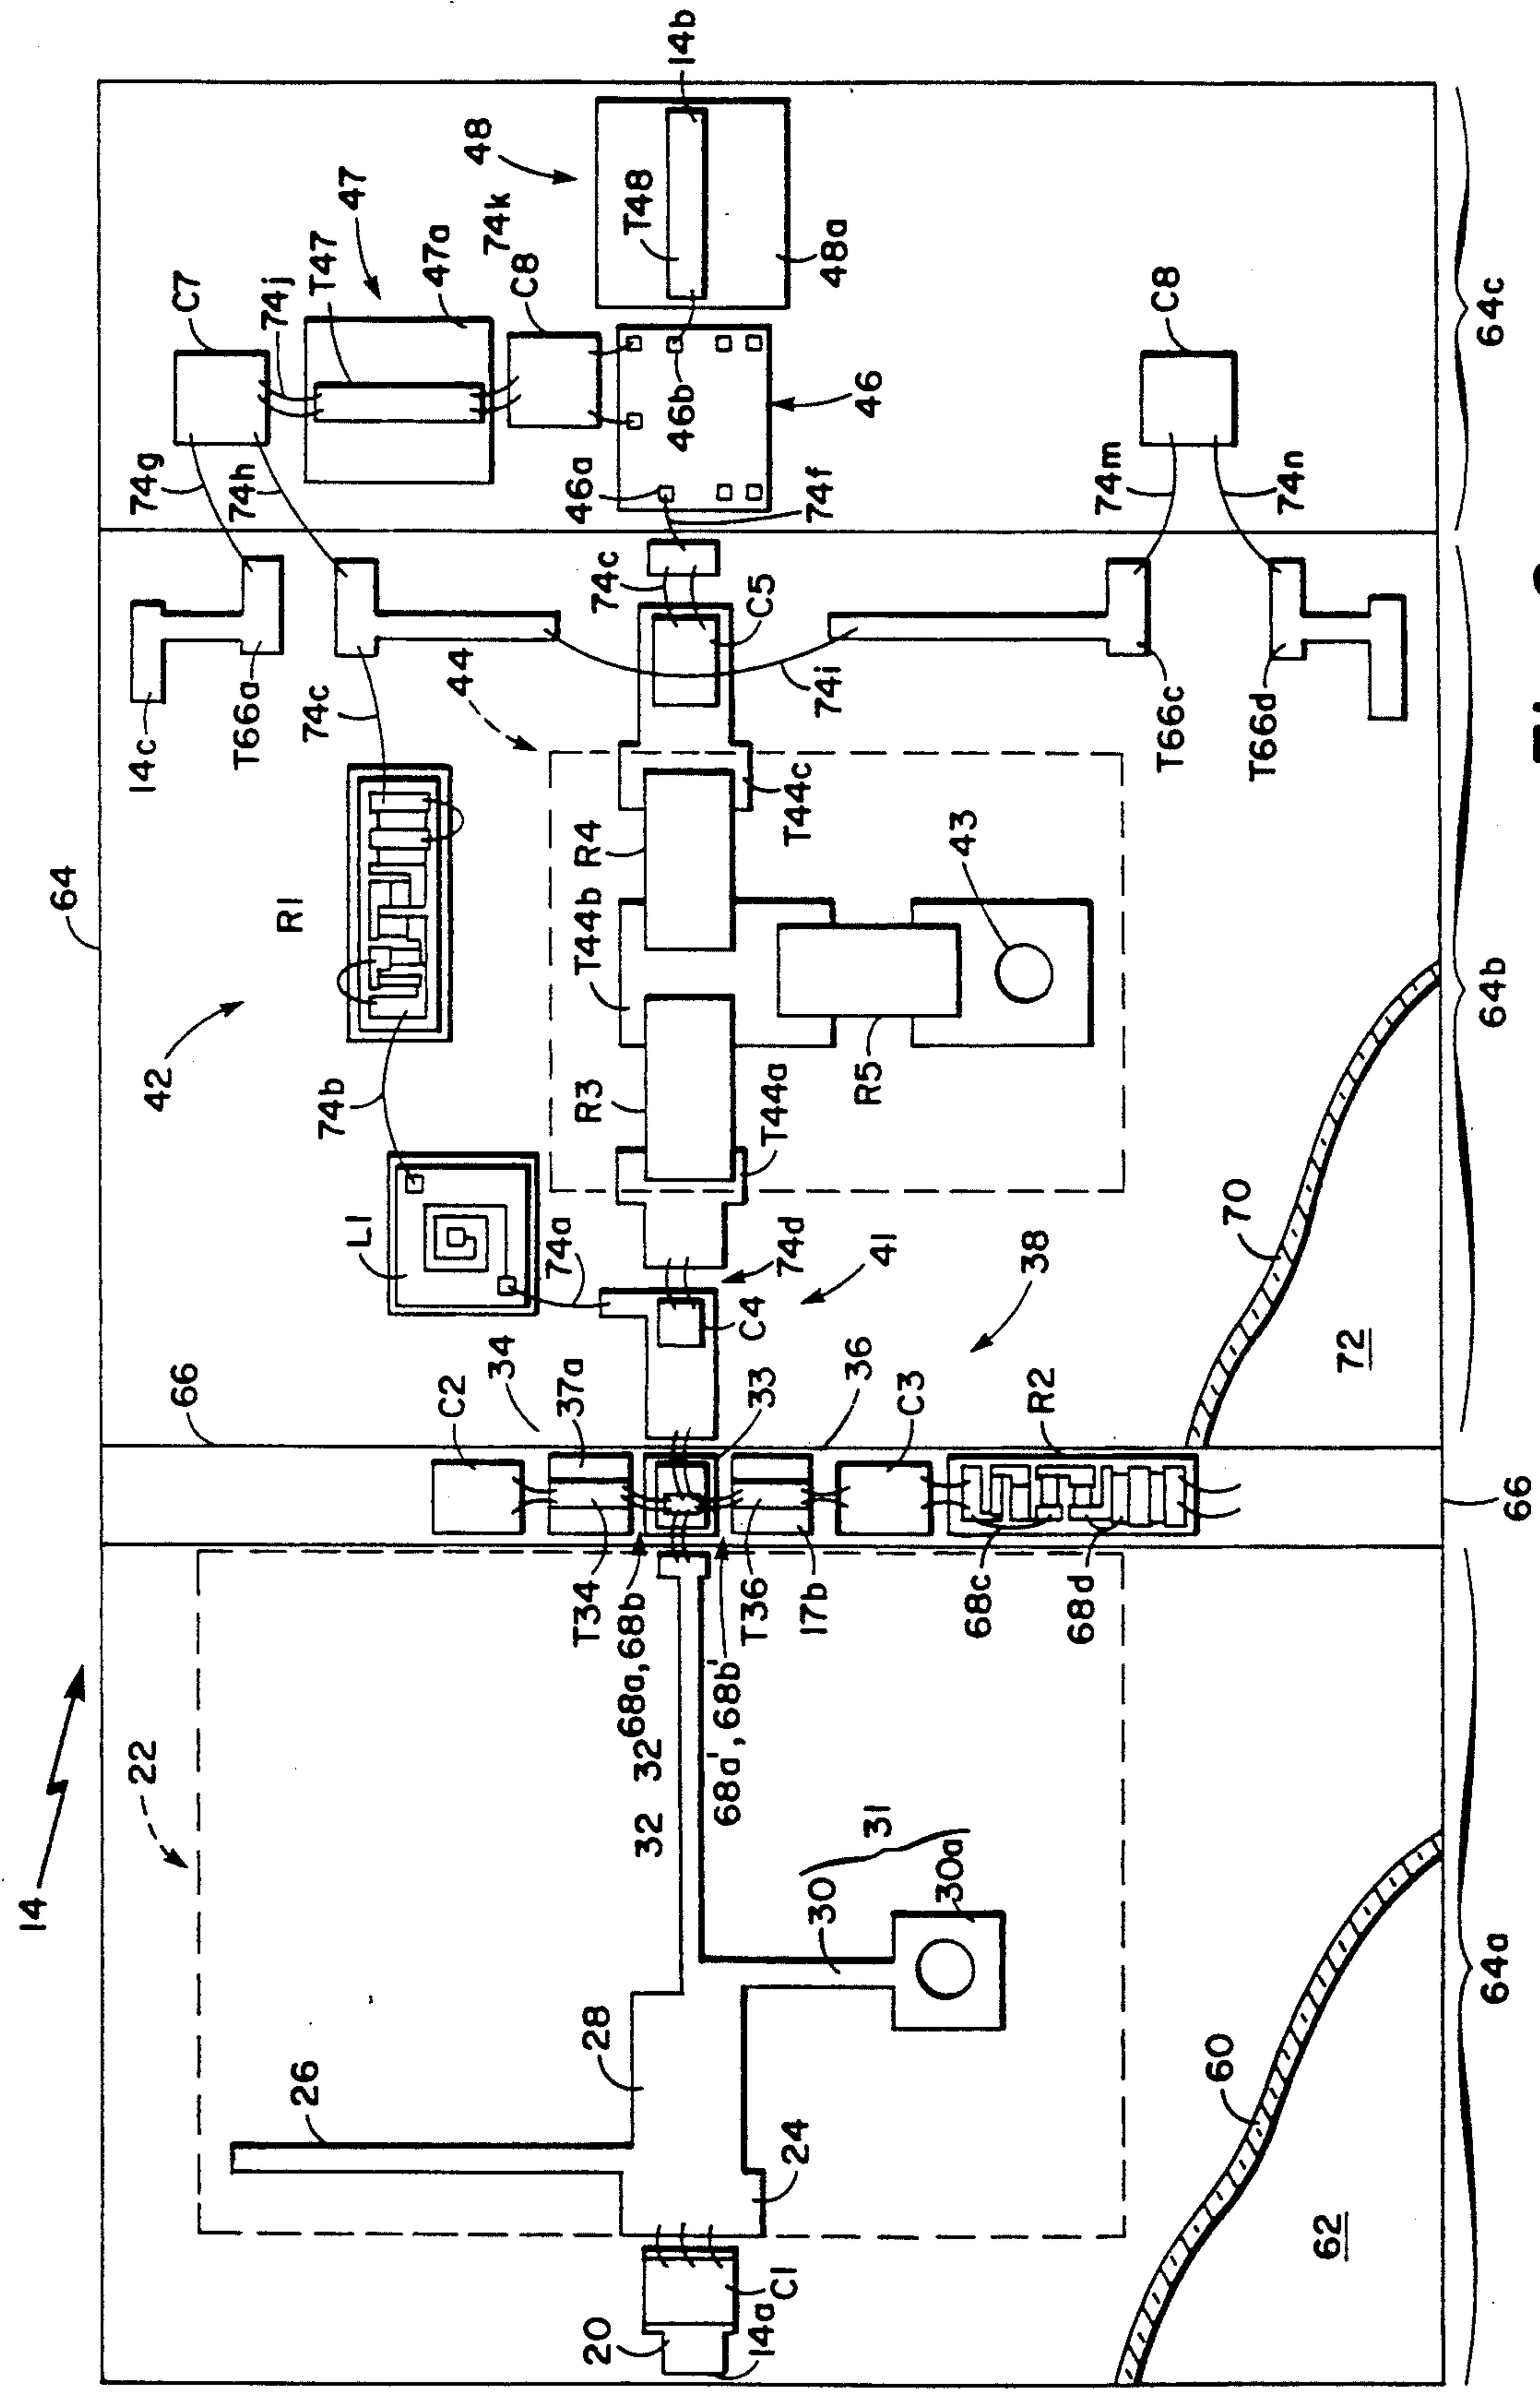 14
22
26
28
24
20
C1
14a
30
30a
31
32
32
60
62
64a
66
C2
34
37a
T34
68a, 68b
68a', 68b'
33
T36
17b
36
C3
R2
68c
68d
66
38
64
42
L1
74a
74b
R1
74c
C4
74d
41
R3
T44a
T44b
R4
T44c
R5
43
44
C5
74c
74i
70
72
64b
14c
T66a
T66c
T66d
74g
74h
C7
74j
T47
47
47a
74k
C8
46a
46b
46
74f
48
T48
48a
14b
74m
74n
C8
64c